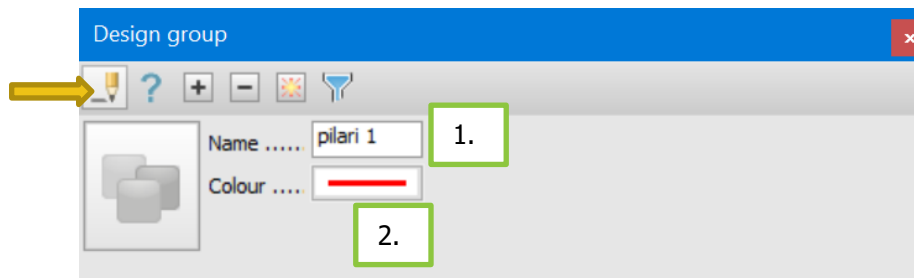 Design group
Name ..... pilari 1
1.
Colour ....
2.